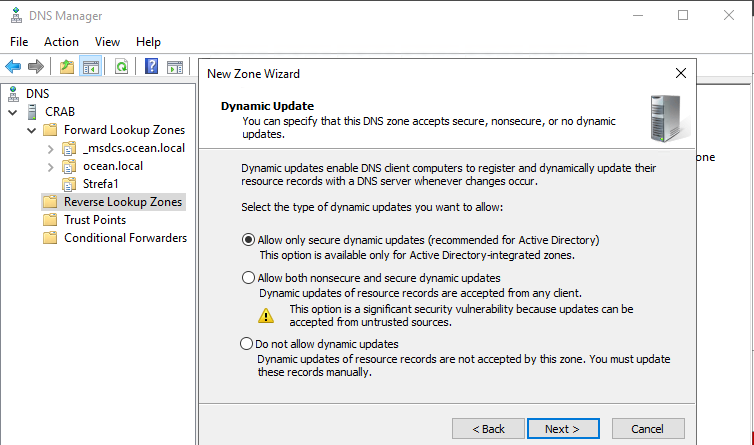 DNS Manager
File Action View Help
DNS
CRAB
Forward Lookup Zones
_msdcs.ocean.local
ocean.local
Strefa1
Reverse Lookup Zones
Trust Points
Conditional Forwarders
New Zone Wizard
Dynamic Update
You can specify that this DNS zone accepts secure, nonsecure, or no dynamic
updates.
Dynamic updates enable DNS client computers to register and dynamically update their
resource records with a DNS server whenever changes occur.
Select the type of dynamic updates you want to allow:
Allow only secure dynamic updates (recommended for Active Directory)
This option is available only for Active Directory-integrated zones.
Allow both nonsecure and secure dynamic updates
Dynamic updates of resource records are accepted from any client.
This option is a significant security vulnerability because updates can be
accepted from untrusted sources.
Do not allow dynamic updates
Dynamic updates of resource records are not accepted by this zone. You must update
these records manually.
< Back Next > Cancel
one